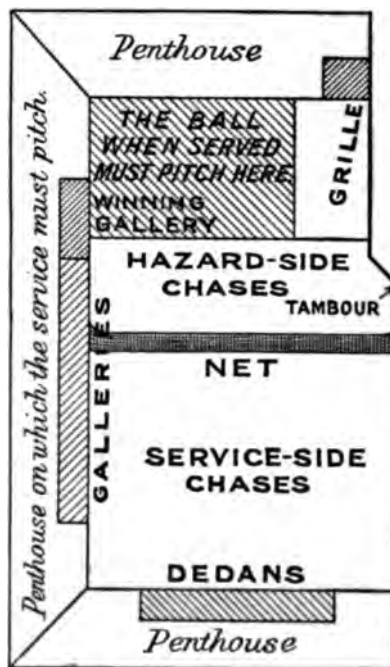 Penthouse
THE BALL
WHEN SERVED
MUST PITCH HERE.
WINNING
GALLERY
GRILLE
Penthouse on which the service must pitch.
HAZARD-SIDE
CHASES
TAMBOUR
GALLERIES
NET
SERVICE-SIDE
CHASES
DEDANS
Penthouse